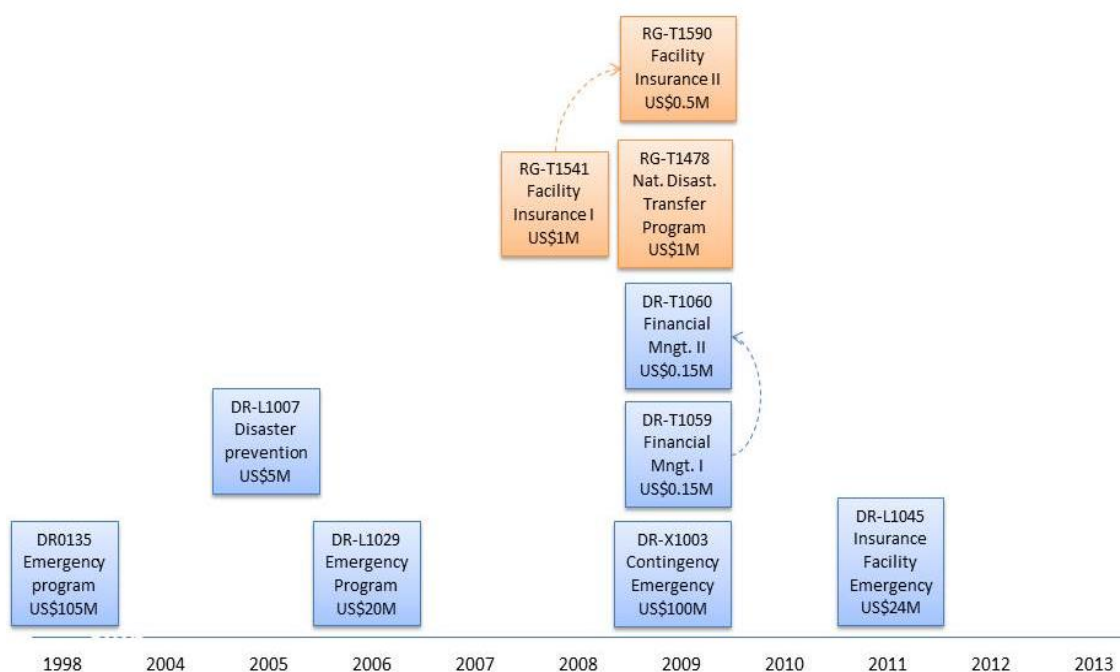 RG-T1590
Facility
Insurance II
US$0.5M
RG-T1541
Facility
Insurance I
US$1M
RG-T1478
Nat. Disast.
Transfer
Program
US$1M
DR-T1060
Financial
Mngt. II
US$0.15M
DR-L1007
Disaster
prevention
US$5M
DR-T1059
Financial
Mngt. I
US$0.15M
DR0135
Emergency
program
US$105M
DR-L1029
Emergency
Program
US$20M
DR-X1003
Contingency
Emergency
US$100M
DR-L1045
Insurance
Facility
Emergency
US$24M
1998 2004 2005 2006 2007 2008 2009 2010 2011 2012 2013